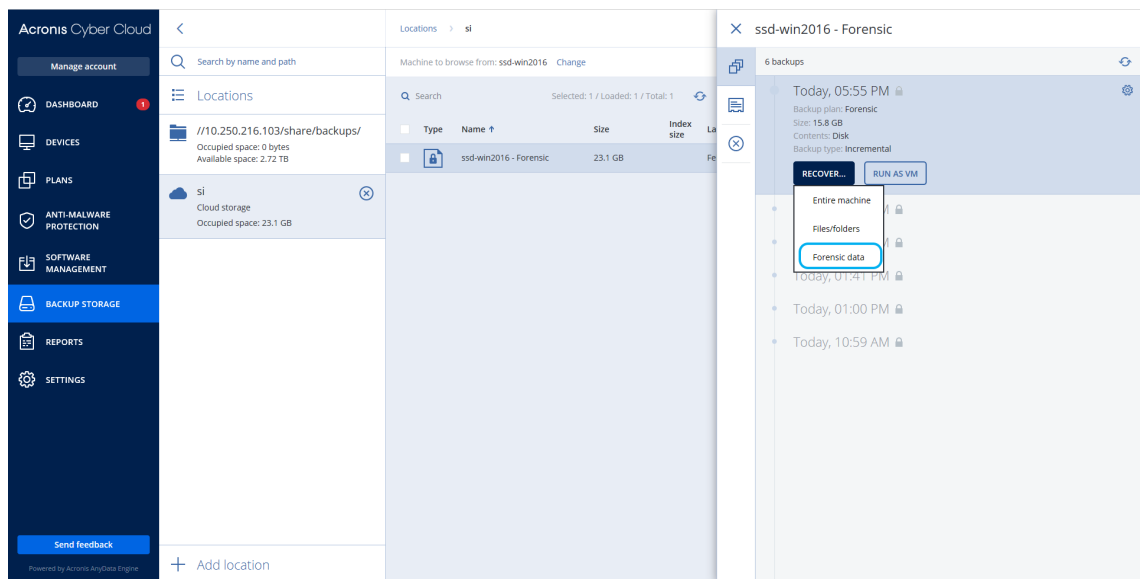 Acronis Cyber Cloud
Manage account
DASHBOARD
1
DEVICES
PLANS
ANTI-MALWARE
PROTECTION
SOFTWARE
MANAGEMENT
BACKUP STORAGE
REPORTS
SETTINGS
Send feedback
Powered by Acronis AnyData Engine
Search by name and path
Locations
//10.250.216.103/share/backups/
Occupied space: 0 bytes
Available space: 2.72 TB
si
Cloud storage
Occupied space: 23.1 GB
Add location
Locations > si
Machine to browse from: ssd-win2016 Change
Search Selected: 1 / Loaded: 1 / Total: 1
Type Name ↑ Size Index size La
ssd-win2016 - Forensic 23.1 GB Fe
ssd-win2016 - Forensic
6 backups
Today, 05:55 PM
Backup plan: Forensic
Size: 15.8 GB
Contents: Disk
Backup type: Incremental
RECOVER... RUN AS VM
Entire machine
Files/folders
Forensic data
Today, 01:41 PM
Today, 01:00 PM
Today, 10:59 AM